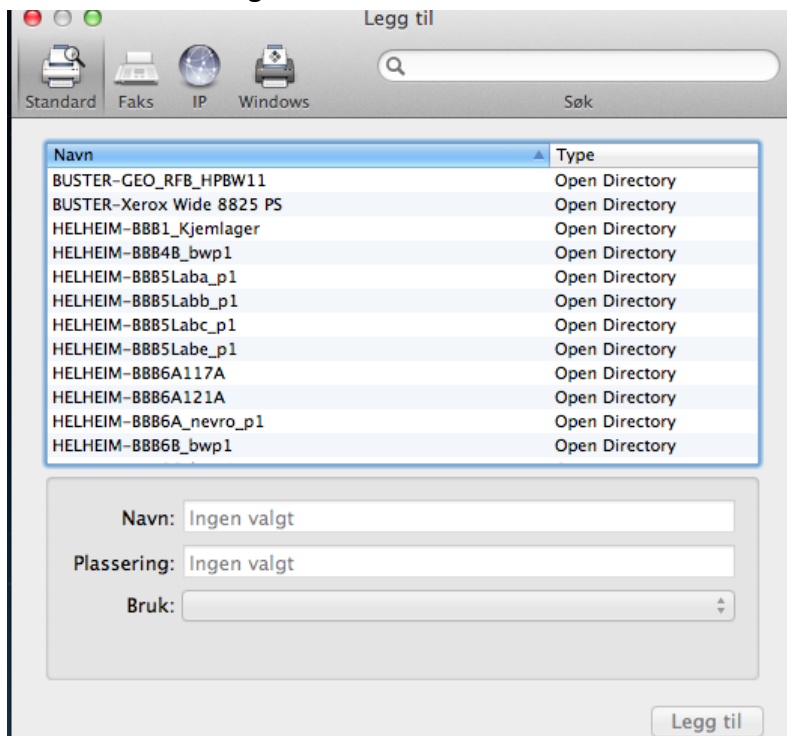 Legg til
Standard Faks IP Windows Søk
Navn Type
BUSTER-GEO_RFB_HPBW11 Open Directory
BUSTER-Xerox Wide 8825 PS Open Directory
HELHEIM-BBB1_Kjemlager Open Directory
HELHEIM-BBB4B_bwp1 Open Directory
HELHEIM-BBB5Laba_p1 Open Directory
HELHEIM-BBB5Labb_p1 Open Directory
HELHEIM-BBB5Labc_p1 Open Directory
HELHEIM-BBB5Labe_p1 Open Directory
HELHEIM-BBB6A117A Open Directory
HELHEIM-BBB6A121A Open Directory
HELHEIM-BBB6A_nevro_p1 Open Directory
HELHEIM-BBB6B_bwp1 Open Directory
Navn: Ingen valgt
Plassering: Ingen valgt
Bruk:
Legg til